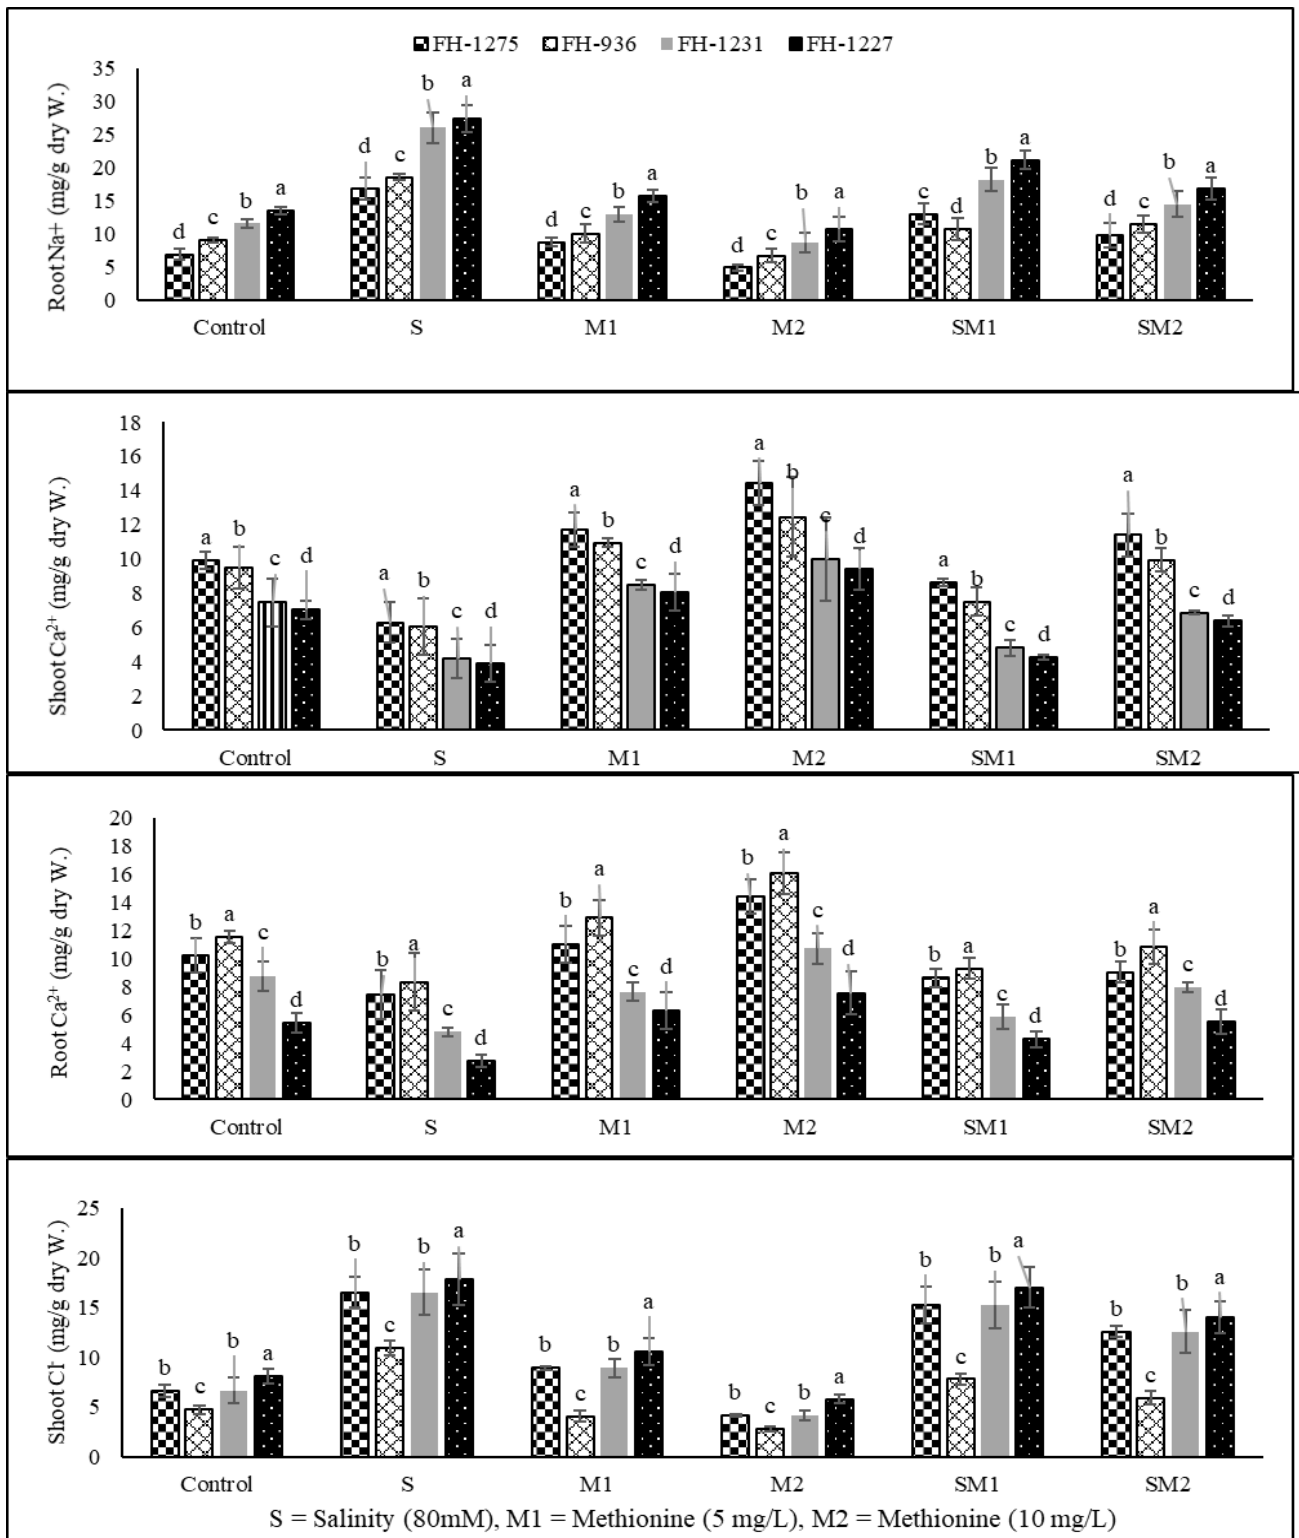 FH-1275 FH-936 FH-1231 FH-1227
Root Na+ (mg/g dry W.)
35
30
25
20
15
10
5
0
d c b a d c b a d c b a d c b a c d b a d c b a
Control S M1 M2 SM1 SM2
Shoot Ca²⁺ (mg/g dry W.)
18
16
14
12
10
8
6
4
2
0
a b c d a b c d a b c d a b c d a b c d a b c d
Control S M1 M2 SM1 SM2
Root Ca²⁺ (mg/g dry W.)
20
18
16
14
12
10
8
6
4
2
0
b a c d b a c d b a c d b a c d b a c d b a c d
Control S M1 M2 SM1 SM2
Shoot Cl⁻ (mg/g dry W.)
25
20
15
10
5
0
b c b a b c b a b c b a b c b a b c b a b c b a
Control S M1 M2 SM1 SM2
S = Salinity (80mM), M1 = Methionine (5 mg/L), M2 = Methionine (10 mg/L)